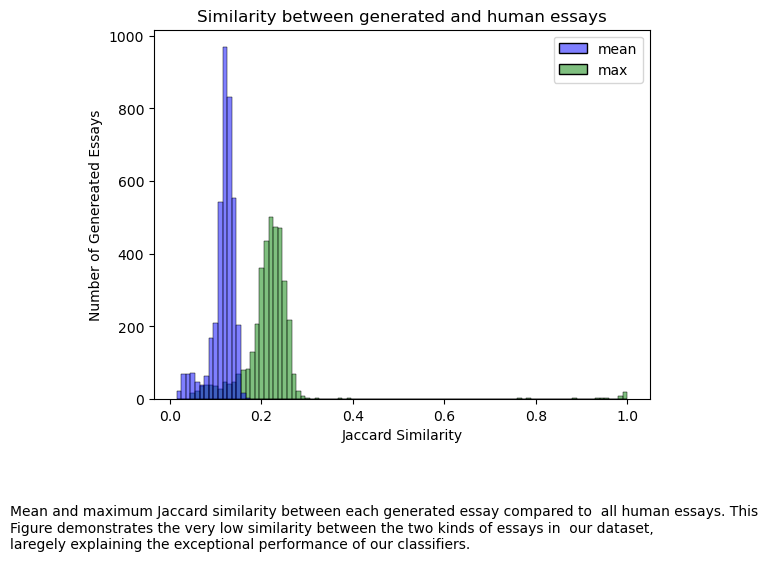 Similarity between generated and human essays
mean
max
Number of Genereated Essays
1000
800
600
400
200
0
0.0 0.2 0.4 0.6 0.8 1.0
Jaccard Similarity
Mean and maximum Jaccard similarity between each generated essay compared to  all human essays. This
Figure demonstrates the very low similarity between the two kinds of essays in  our dataset,
laregely explaining the exceptional performance of our classifiers.